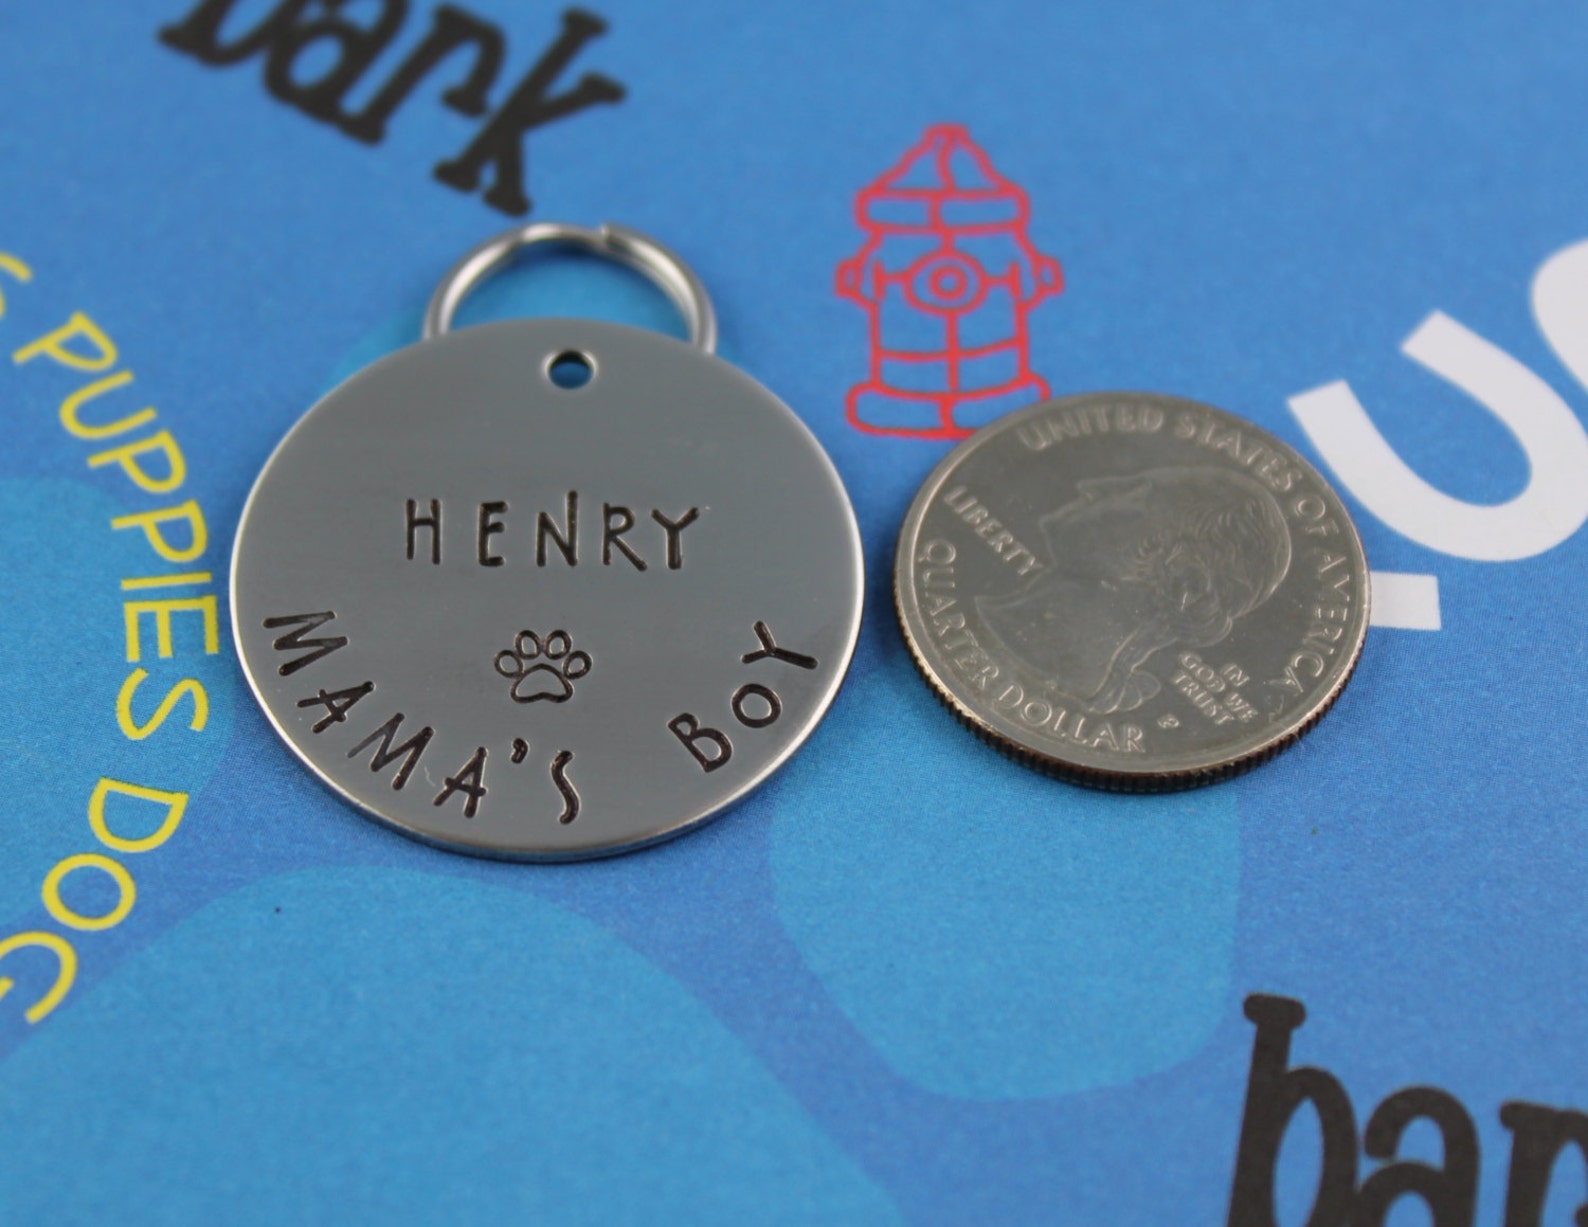 bark
PUPPIES DOG
HENRY
MAMA'S BOY
UNITED STATES OF AMERICA
LIBERTY
IN
GOD WE
TRUST
QUARTER DOLLAR
bar